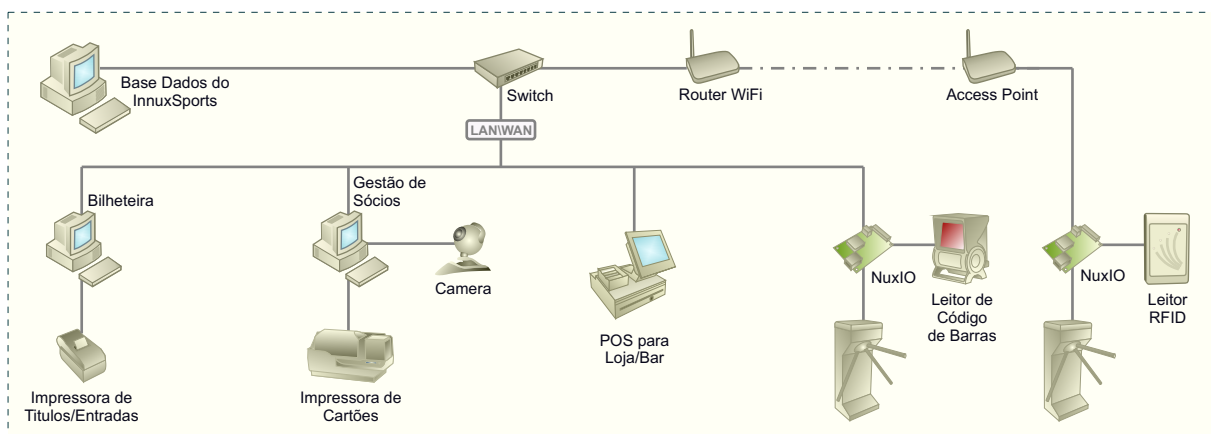 Base Dados do
InnuxSports
Switch
Router WiFi
Access Point
LAN\WAN
Bilheteira
Gestão de
Sócios
Camera
POS para
Loja/Bar
NuxIO
Leitor de
Código
de Barras
NuxIO
Leitor
RFID
Impressora de
Titulos/Entradas
Impressora de
Cartões